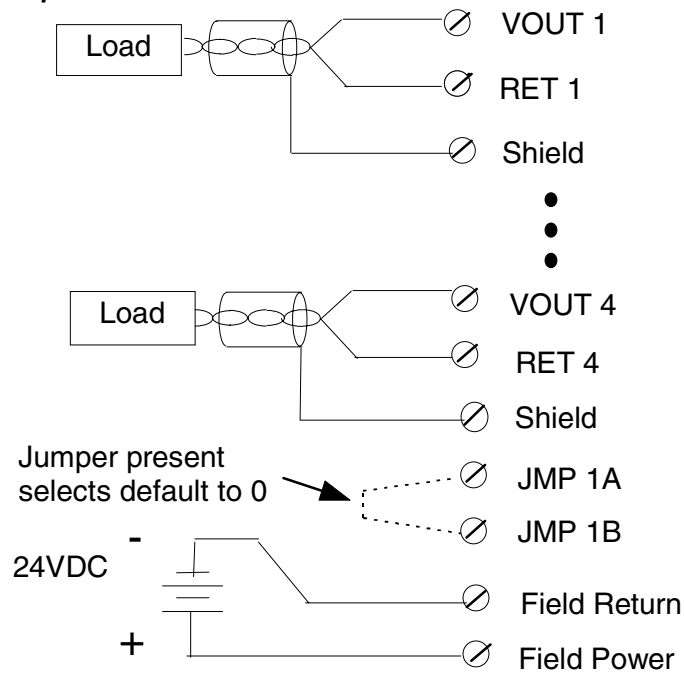 Load
VOUT 1
RET 1
Shield
Load
VOUT 4
RET 4
Shield
Jumper present
selects default to 0
JMP 1A
JMP 1B
-
24VDC
+
Field Return
Field Power